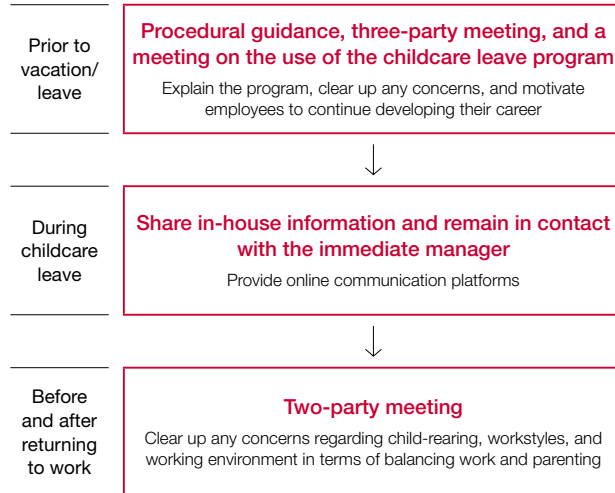 Prior to
vacation/
leave
Procedural guidance, three-party meeting, and a
meeting on the use of the childcare leave program
Explain the program, clear up any concerns, and motivate
employees to continue developing their career
During
childcare
leave
Share in-house information and remain in contact
with the immediate manager
Provide online communication platforms
Before
and after
returning
to work
Two-party meeting
Clear up any concerns regarding child-rearing, workstyles, and
working environment in terms of balancing work and parenting